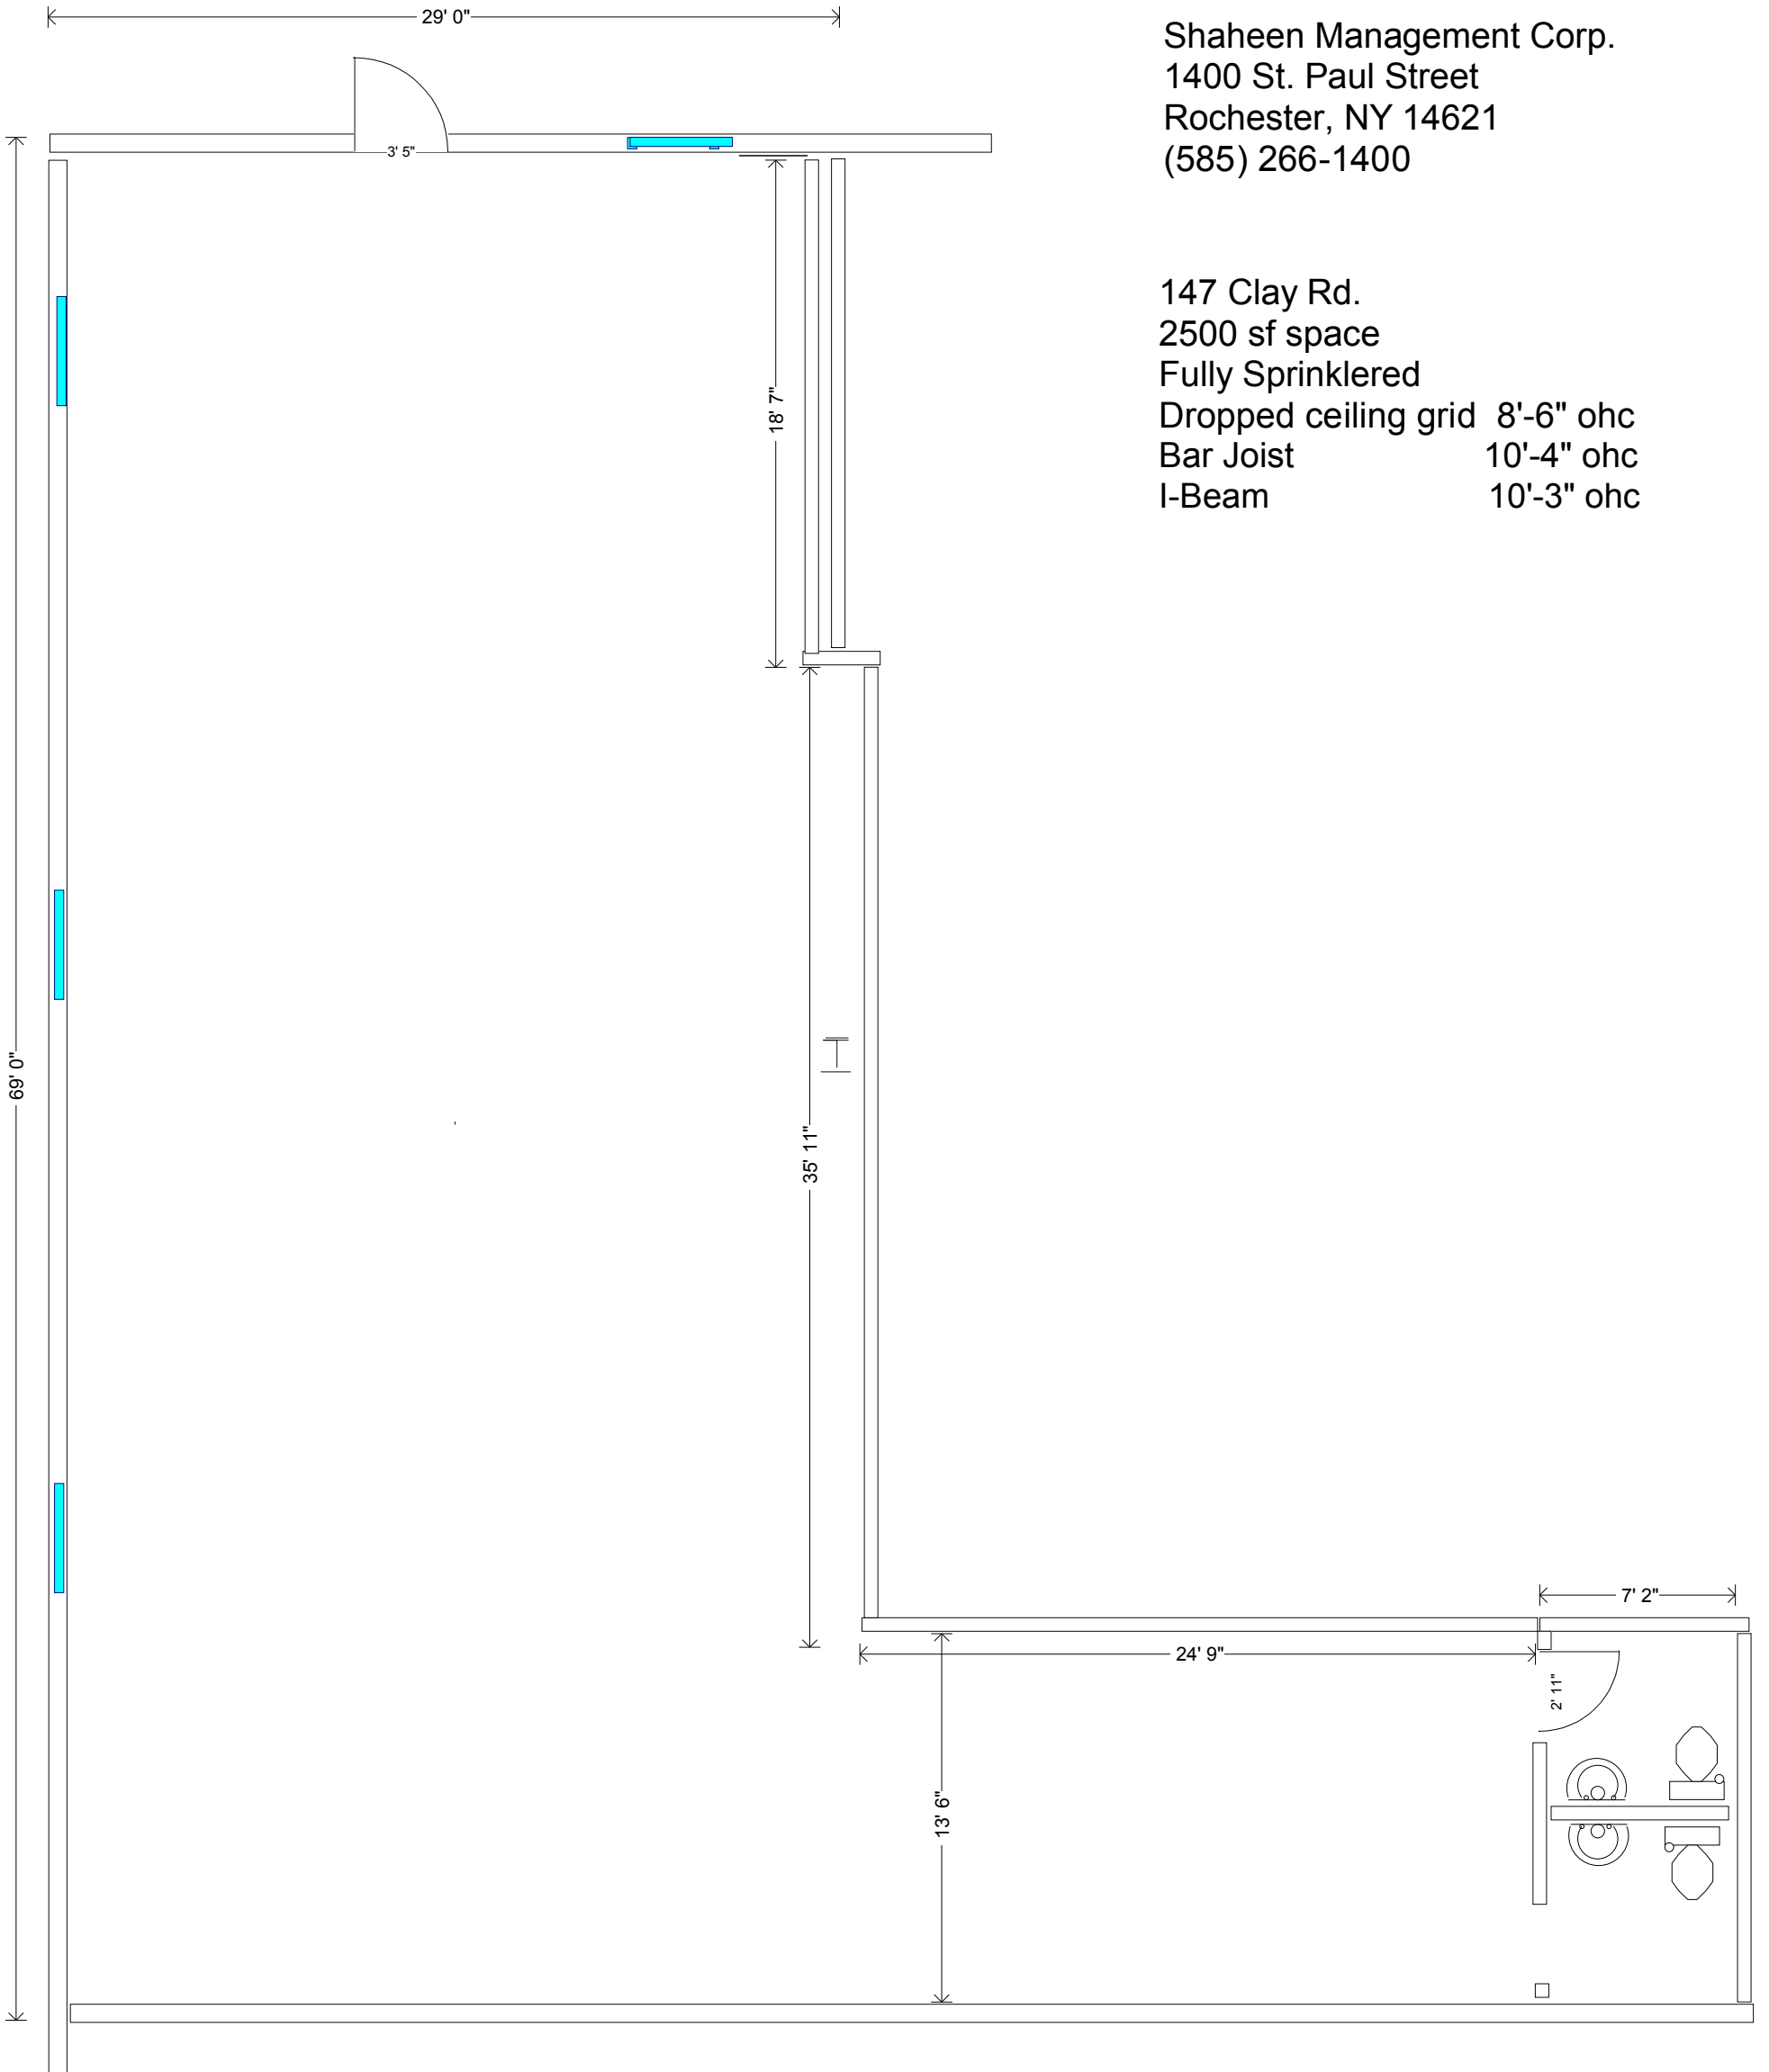 29' 0"
Shaheen Management Corp.
1400 St. Paul Street
Rochester, NY 14621
(585) 266-1400
3' 5"
147 Clay Rd.
2500 sf space
Fully Sprinklered
Dropped ceiling grid 8'-6" ohc
Bar Joist 10'-4" ohc
I-Beam 10'-3" ohc
18' 7"
69' 0"
35' 11"
7' 2"
24' 9"
2' 11"
13' 6"